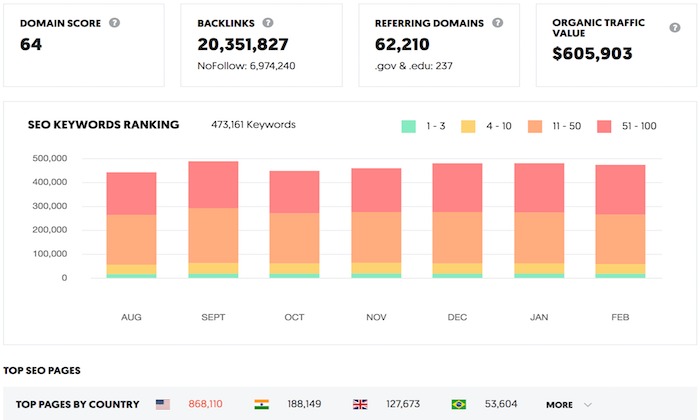 DOMAIN SCORE ?
64
BACKLINKS ?
20,351,827
NoFollow: 6,974,240
REFERRING DOMAINS ?
62,210
.gov & .edu: 237
ORGANIC TRAFFIC
VALUE ?
$605,903
SEO KEYWORDS RANKING 473,161 Keywords 1 - 3 4 - 10 11 - 50 51 - 100
500,000
400,000
300,000
200,000
100,000
0
AUG SEPT OCT NOV DEC JAN FEB
TOP SEO PAGES
TOP PAGES BY COUNTRY 868,110 188,149 127,673 53,604 MORE